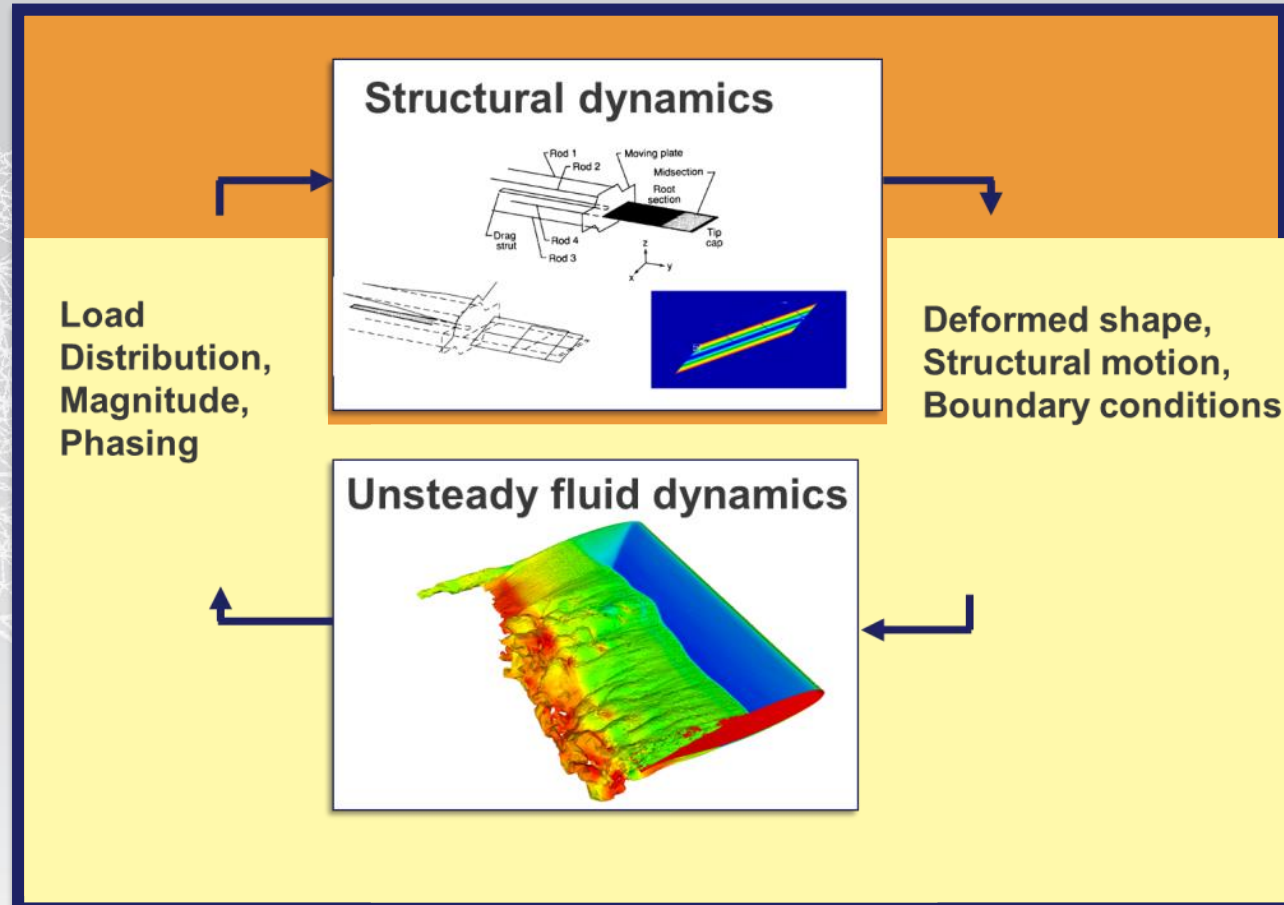 Structural dynamics
Rod 1
Moving plate
Rod 2
Midsection
Root
section
Drag
strut
Rod 4
Rod 3
Tip
cap
z
x
y
Load
Distribution,
Magnitude,
Phasing
Deformed shape,
Structural motion,
Boundary conditions
Unsteady fluid dynamics